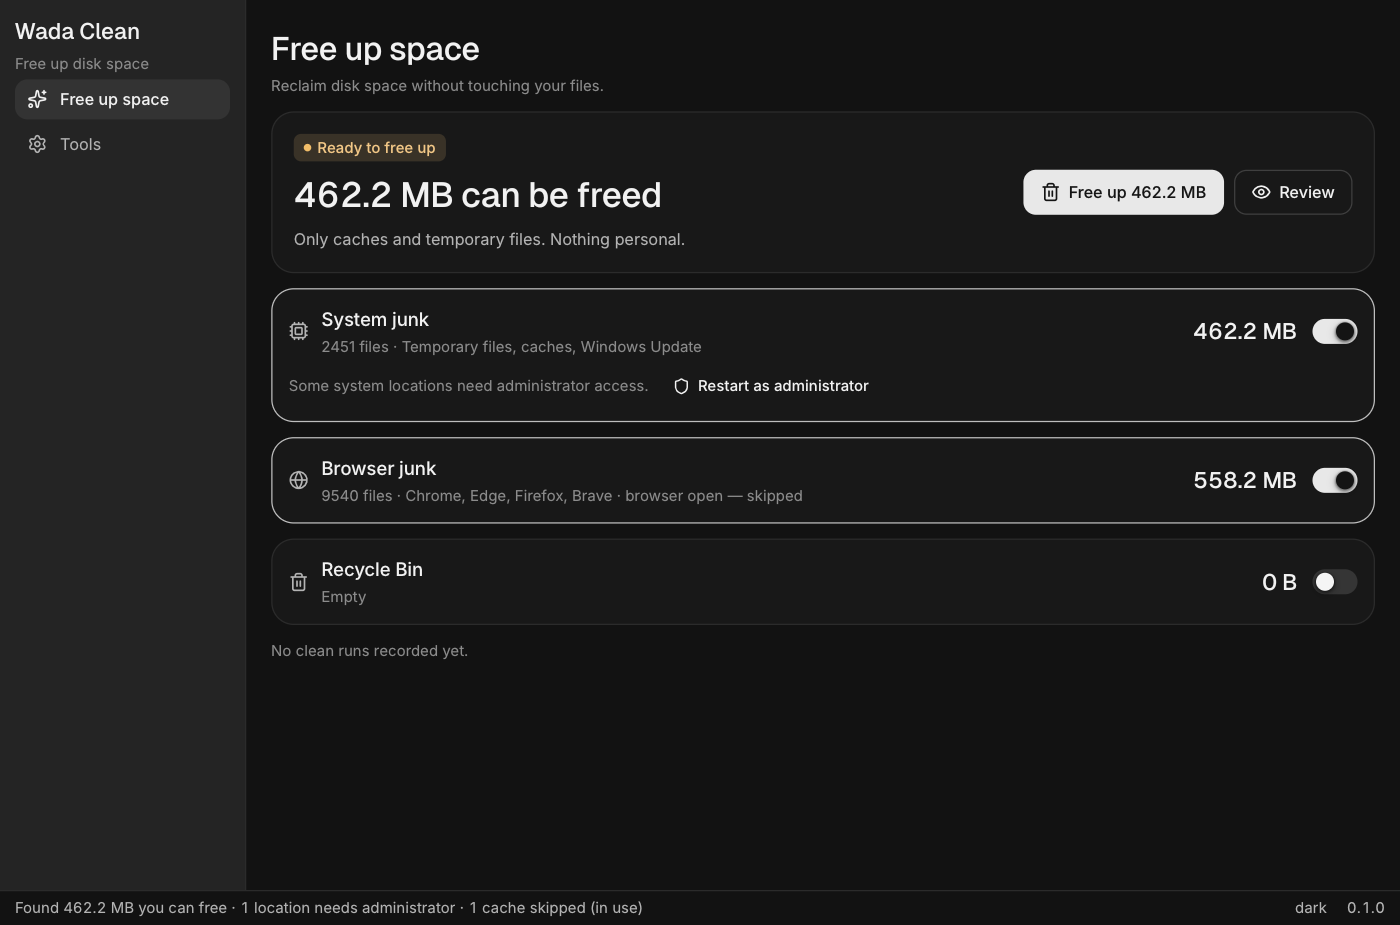 Wada Clean
Free up disk space
Free up space
Tools
Free up space
Reclaim disk space without touching your files.
Ready to free up
462.2 MB can be freed
Only caches and temporary files. Nothing personal.
Free up 462.2 MB
Review
System junk
2451 files · Temporary files, caches, Windows Update
462.2 MB
Some system locations need administrator access.
Restart as administrator
Browser junk
9540 files · Chrome, Edge, Firefox, Brave · browser open — skipped
558.2 MB
Recycle Bin
Empty
0 B
No clean runs recorded yet.
Found 462.2 MB you can free · 1 location needs administrator · 1 cache skipped (in use)
dark
0.1.0